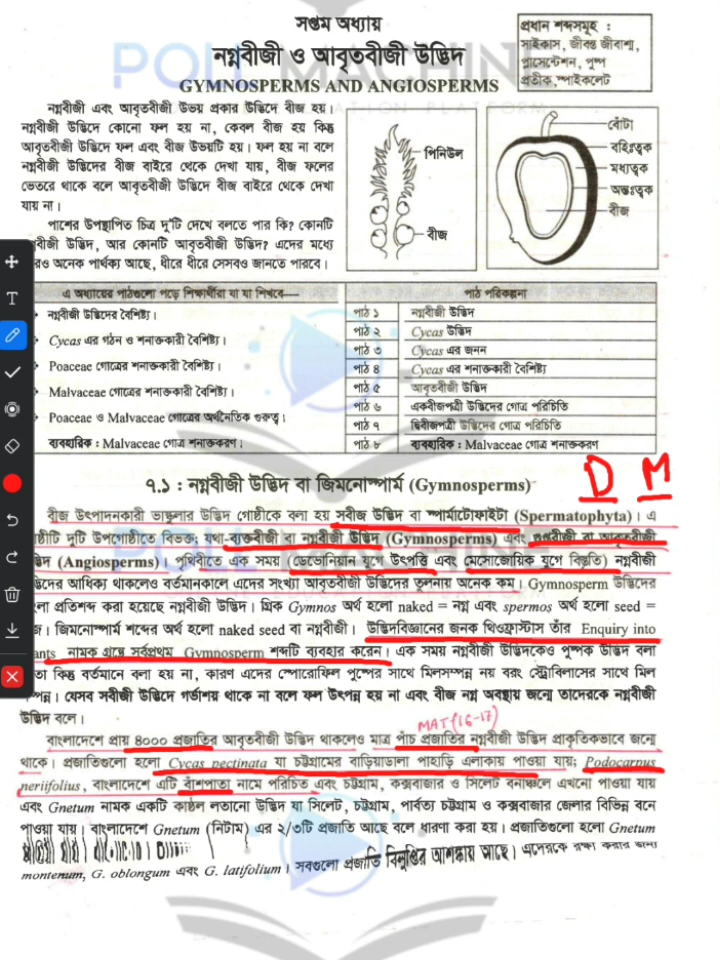 সপ্তম অধ্যায়
নগ্নবীজী ও আবৃতবীজী উদ্ভিদ
GYMNOSPERMS AND ANGIOSPERMS
প্রধান শব্দসমূহ :
সাইকাস, জীবন্ত জীবাশ্ম,
প্লাসেন্টেশন, পুষ্প
প্রতীক, স্পাইকলেট
নগ্নবীজী এবং আবৃতবীজী উভয় প্রকার উদ্ভিদে বীজ হয়।
নগ্নবীজী উদ্ভিদে কোনো ফল হয় না, কেবল বীজ হয় কিন্তু
আবৃতবীজী উদ্ভিদে ফল এবং বীজ উভয়টি হয়। ফল হয় না বলে
নগ্নবীজী উদ্ভিদের বীজ বাইরে থেকে দেখা যায়, বীজ ফলের
ভেতরে থাকে বলে আবৃতবীজী উদ্ভিদে বীজ বাইরে থেকে দেখা
যায় না।
পাশের উপস্থাপিত চিত্র দু'টি দেখে বলতে পার কি? কোনটি
বীজী উদ্ভিদ, আর কোনটি আবৃতবীজী উদ্ভিদ? এদের মধ্যে
রও অনেক পার্থক্য আছে, ধীরে ধীরে সেসবও জানতে পারবে।
পিনিউল
বীজ
বোঁটা
বহিঃত্বক
মধ্যত্বক
অন্তঃত্বক
বীজ
এ অধ্যায়ের পাঠগুলো পড়ে শিক্ষার্থীরা যা যা শিখবে—
নগ্নবীজী উদ্ভিদের বৈশিষ্ট্য।
Cycas এর গঠন ও শনাক্তকারী বৈশিষ্ট্য।
Poaceae গোত্রের শনাক্তকারী বৈশিষ্ট্য।
Malvaceae গোত্রের শনাক্তকারী বৈশিষ্ট্য।
Poaceae ও Malvaceae গোত্রের অর্থনৈতিক গুরুত্ব।
ব্যবহারিক : Malvaceae গোত্র শনাক্তকরণ।
পাঠ পরিকল্পনা
পাঠ ১ নগ্নবীজী উদ্ভিদ
পাঠ ২ Cycas উদ্ভিদ
পাঠ ৩ Cycas এর জনন
পাঠ ৪ Cycas এর শনাক্তকারী বৈশিষ্ট্য
পাঠ ৫ আবৃতবীজী উদ্ভিদ
পাঠ ৬ একবীজপত্রী উদ্ভিদের গোত্র পরিচিতি
পাঠ ৭ দ্বিবীজপত্রী উদ্ভিদের গোত্র পরিচিতি
পাঠ ৮ ব্যবহারিক : Malvaceae গোত্র শনাক্তকরণ
৭.১ : নগ্নবীজী উদ্ভিদ বা জিমনোস্পার্ম (Gymnosperms)
D M
বীজ উৎপাদনকারী ভাস্কুলার উদ্ভিদ গোষ্ঠীকে বলা হয় সবীজ উদ্ভিদ বা স্পার্মাটোফাইটা (Spermatophyta)। এ
ষ্ঠীটি দুটি উপগোষ্ঠীতে বিভক্ত; যথা-ব্যক্তবীজী বা নগ্নবীজী উদ্ভিদ (Gymnosperms) এবং গুপ্তবীজী বা আবৃতবীজী
দ্ভিদ (Angiosperms)। পৃথিবীতে এক সময় (ডেভোনিয়ান যুগে উৎপত্তি এবং মেসোজোয়িক যুগে বিস্তৃতি) নগ্নবীজী
দ্ভিদের আধিক্য থাকলেও বর্তমানকালে এদের সংখ্যা আবৃতবীজী উদ্ভিদের তুলনায় অনেক কম। Gymnosperm উদ্ভিদের
লা প্রতিশব্দ করা হয়েছে নগ্নবীজী উদ্ভিদ। গ্রিক Gymnos অর্থ হলো naked = নগ্ন এবং spermos অর্থ হলো seed =
জ। জিমনোস্পার্ম শব্দের অর্থ হলো naked seed বা নগ্নবীজী। উদ্ভিদবিজ্ঞানের জনক থিওফ্রাস্টাস তাঁর Enquiry into
ants নামক গ্রন্থে সর্বপ্রথম Gymnosperm শব্দটি ব্যবহার করেন। এক সময় নগ্নবীজী উদ্ভিদকেও পুষ্পক উদ্ভিদ বলা
তো কিন্তু বর্তমানে বলা হয় না, কারণ এদের স্পোরোফিল পুষ্পের সাথে মিলসম্পন্ন নয় বরং স্ট্রোবিলাসের সাথে মিল
ম্পন্ন। যেসব সবীজী উদ্ভিদে গর্ভাশয় থাকে না বলে ফল উৎপন্ন হয় না এবং বীজ নগ্ন অবস্থায় জন্মে তাদেরকে নগ্নবীজী
উদ্ভিদ বলে।
MAT(16-17)
বাংলাদেশে প্রায় ৪০০০ প্রজাতির আবৃতবীজী উদ্ভিদ থাকলেও মাত্র পাঁচ প্রজাতির নগ্নবীজী উদ্ভিদ প্রাকৃতিকভাবে জন্মে
থাকে। প্রজাতিগুলো হলো Cycas pectinata যা চট্টগ্রামের বাড়িয়াডালা পাহাড়ি এলাকায় পাওয়া যায়; Podocarpus
neriifolius, বাংলাদেশে এটি বাঁশপাতা নামে পরিচিত এবং চট্টগ্রাম, কক্সবাজার ও সিলেট বনাঞ্চলে এখনো পাওয়া যায়
এবং Gnetum নামক একটি কাষ্ঠল লতানো উদ্ভিদ যা সিলেট, চট্টগ্রাম, পার্বত্য চট্টগ্রাম ও কক্সবাজার জেলার বিভিন্ন বনে
পাওয়া যায়। বাংলাদেশে Gnetum (নিটাম) এর ২/৩টি প্রজাতি আছে বলে ধারণা করা হয়। প্রজাতিগুলো হলো Gnetum
montenum, G. oblongum এবং G. latifolium। সবগুলো প্রজাতি বিলুপ্তির আশঙ্কায় আছে। এদেরকে রক্ষা করার জন্য